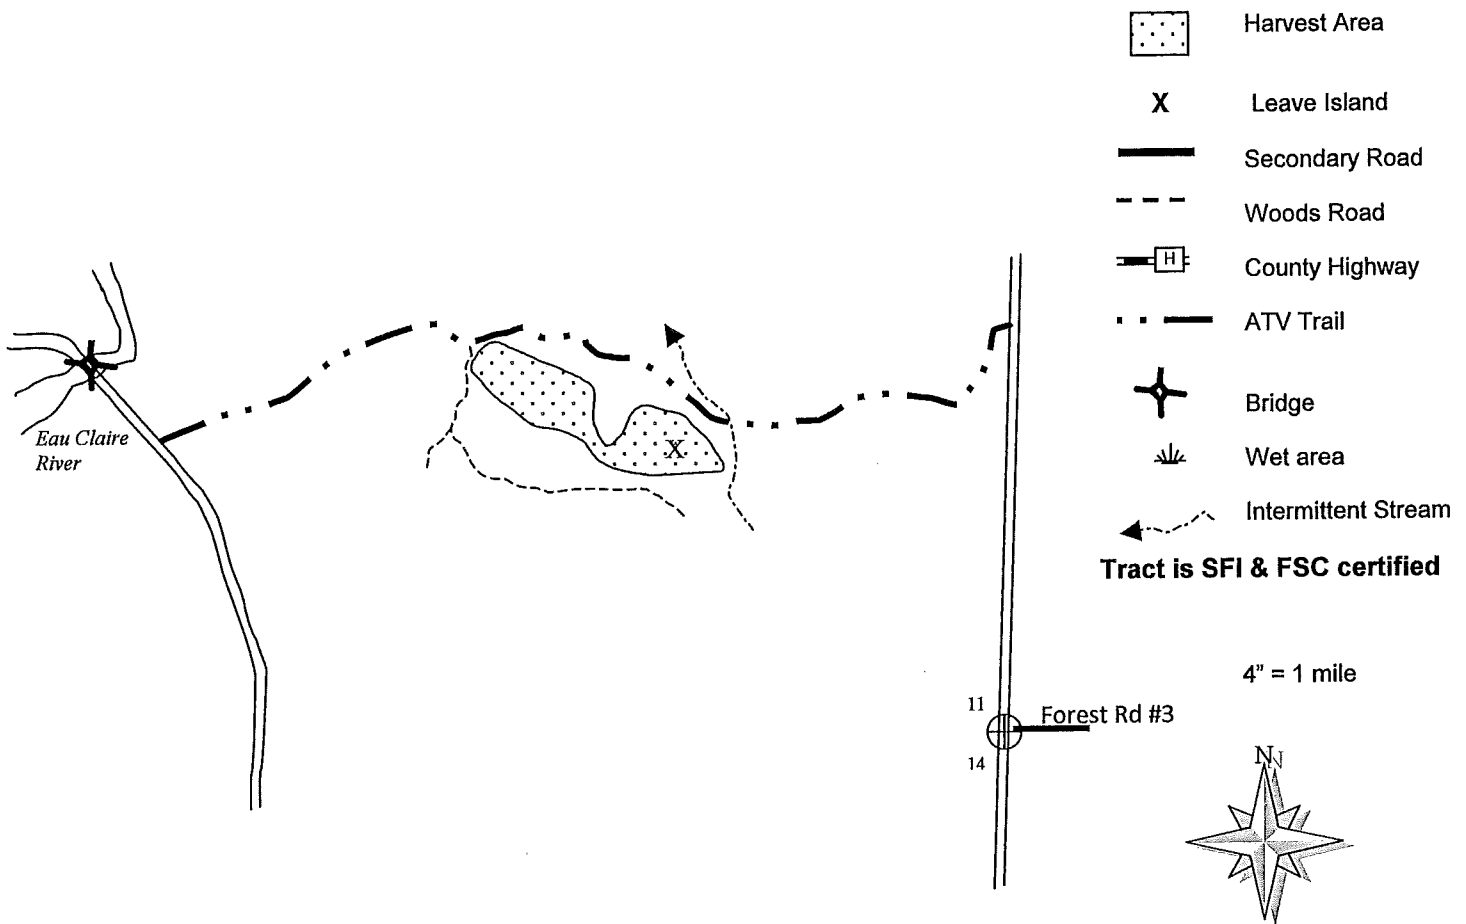 Harvest Area
X Leave Island
Secondary Road
Woods Road
H County Highway
ATV Trail
Bridge
Wet area
Intermittent Stream
Tract is SFI & FSC certified
4" = 1 mile
Eau Claire
River
X
11
Forest Rd #3
14
N N